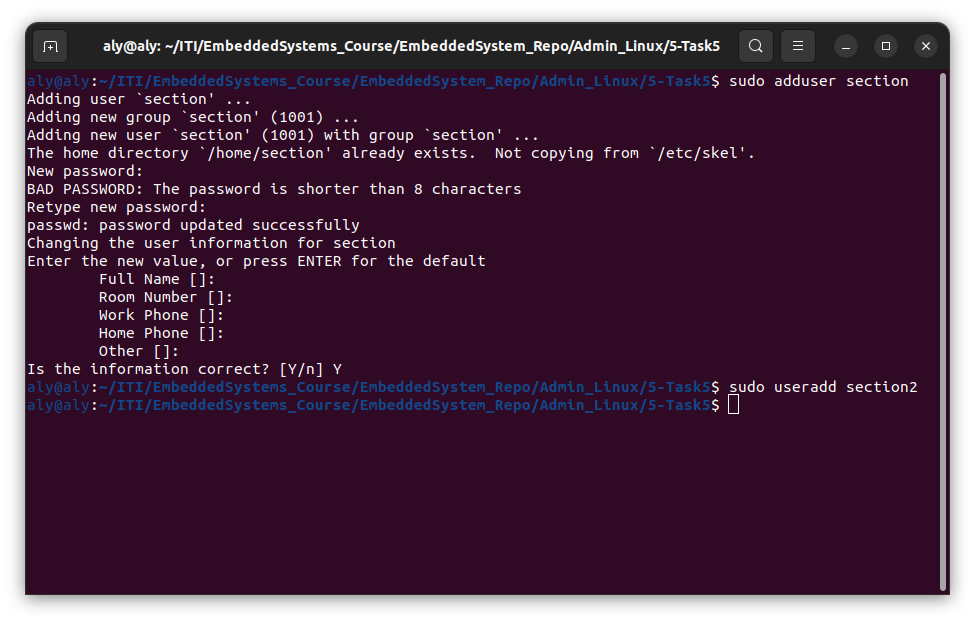 aly@aly: ~/ITI/EmbeddedSystems_Course/EmbeddedSystem_Repo/Admin_Linux/5-Task5
aly@aly:~/ITI/EmbeddedSystems_Course/EmbeddedSystem_Repo/Admin_Linux/5-Task5$ sudo adduser section
Adding user `section' ...
Adding new group `section' (1001) ...
Adding new user `section' (1001) with group `section' ...
The home directory `/home/section' already exists.  Not copying from `/etc/skel'.
New password:
BAD PASSWORD: The password is shorter than 8 characters
Retype new password:
passwd: password updated successfully
Changing the user information for section
Enter the new value, or press ENTER for the default
        Full Name []:
        Room Number []:
        Work Phone []:
        Home Phone []:
        Other []:
Is the information correct? [Y/n] Y
aly@aly:~/ITI/EmbeddedSystems_Course/EmbeddedSystem_Repo/Admin_Linux/5-Task5$ sudo useradd section2
aly@aly:~/ITI/EmbeddedSystems_Course/EmbeddedSystem_Repo/Admin_Linux/5-Task5$